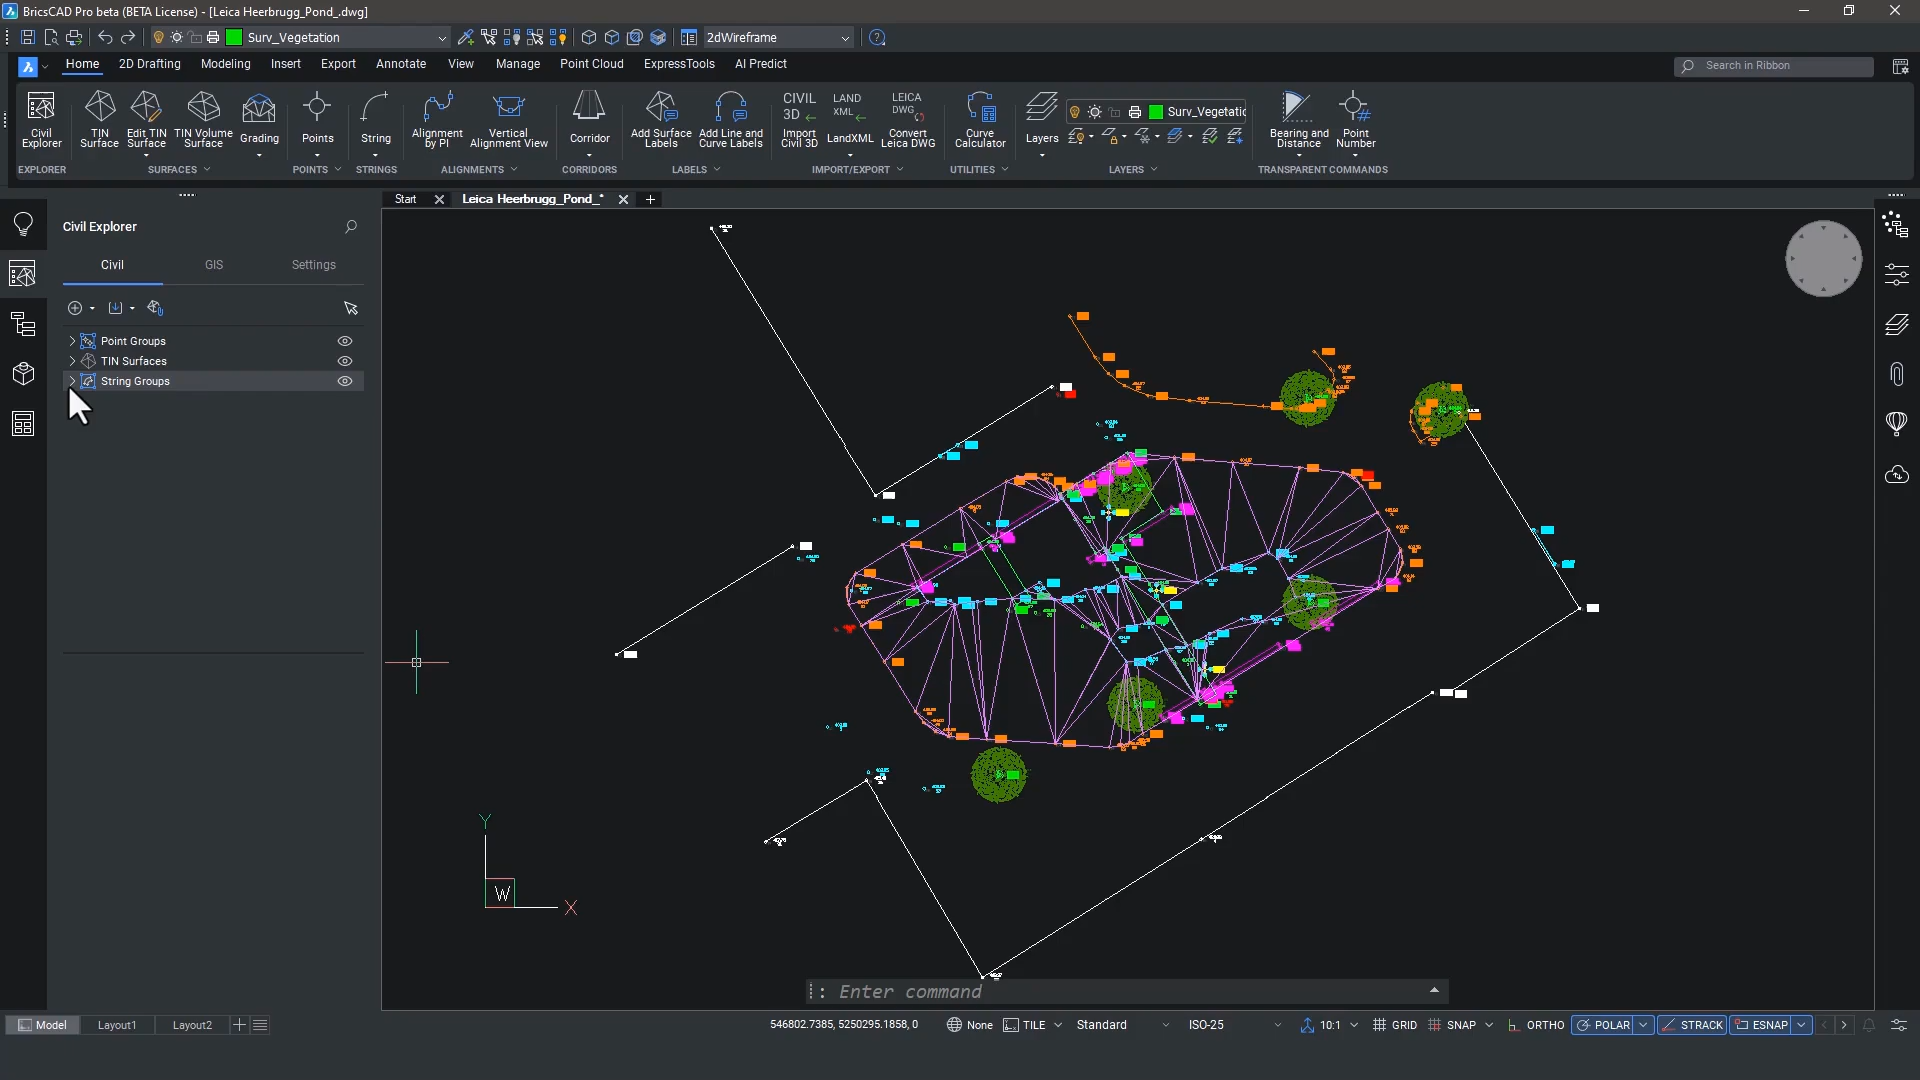 BricsCAD Pro beta (BETA License) - [Leica Heerbrugg_Pond_.dwg]
Surv_Vegetation
2dWireframe
Home 2D Drafting Modeling Insert Export Annotate View Manage Point Cloud ExpressTools AI Predict
Search in Ribbon
Civil Explorer
TIN Surface
Edit TIN Surface
TIN Volume Surface
Grading
Points
String
Alignment by PI
Vertical Alignment View
Corridor
Add Surface Labels
Add Line and Curve Labels
CIVIL 3D
Import Civil 3D
LAND XML
LandXML
LEICA DWG
Convert Leica DWG
Curve Calculator
Layers
Surv_Vegetatic
Bearing and Distance
Point Number
EXPLORER SURFACES POINTS STRINGS ALIGNMENTS CORRIDORS LABELS IMPORT/EXPORT UTILITIES LAYERS TRANSPARENT COMMANDS
Start
Leica Heerbrugg_Pond_*
Civil Explorer
Civil GIS Settings
Point Groups
TIN Surfaces
String Groups
Y
W
X
: Enter command
Model Layout1 Layout2
546802.7385, 5250295.1858, 0 None TILE Standard ISO-25 10:1 GRID SNAP ORTHO POLAR STRACK ESNAP